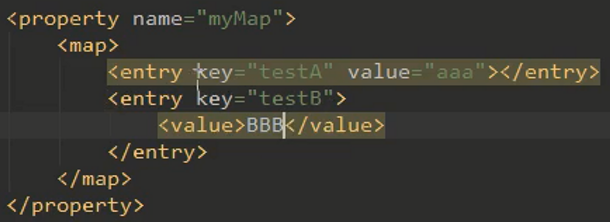 <property name="myMap">
<map>
<entry key="testA" value="aaa"></entry>
<entry key="testB">
<value>BBB</value>
</entry>
</map>
</property>